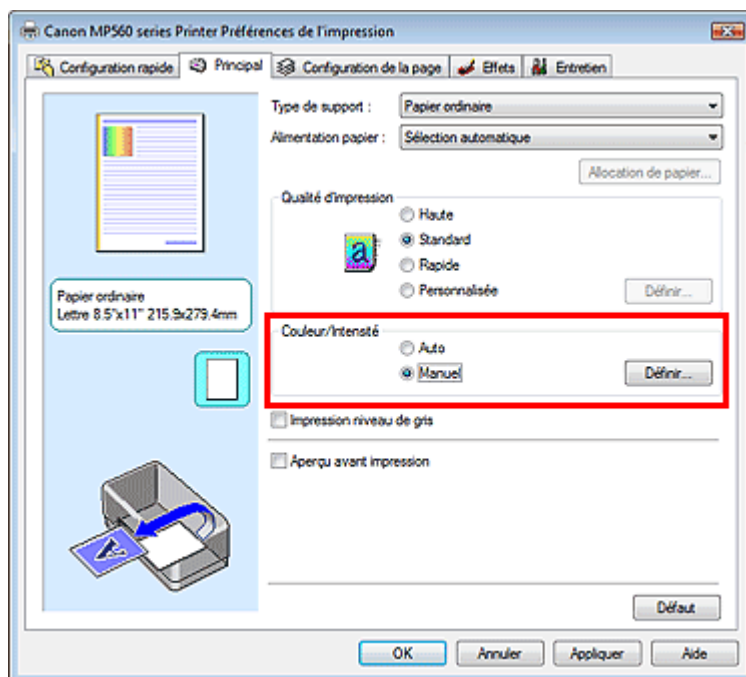 Canon MP560 series Printer Préférences de l'impression
Configuration rapide Principal Configuration de la page Effets Entretien
Type de support : Papier ordinaire
Alimentation papier : Sélection automatique
Allocation de papier...
Qualité d'impression
Haute
Standard
Rapide
Personnalisée Définir...
Papier ordinaire
Lettre 8.5"x11" 215.9x279.4mm
Couleur/Intensité
Auto
Manuel Définir...
Impression niveau de gris
Aperçu avant impression
Défaut
OK Annuler Appliquer Aide